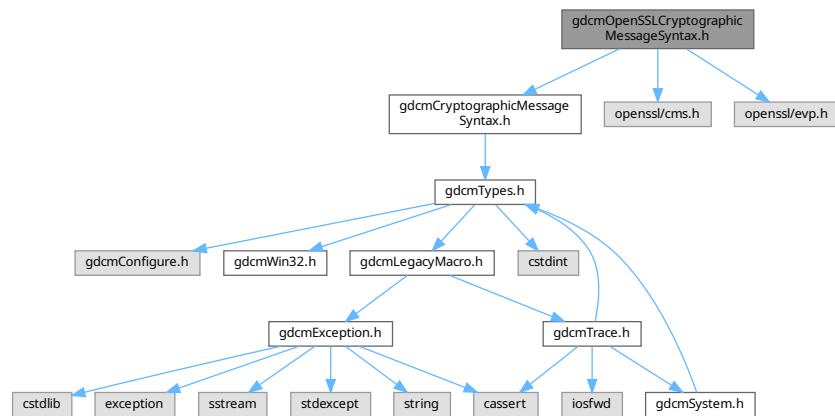 gdcmOpenSSLCryptographic
MessageSyntax.h
gdcmCryptographicMessage
Syntax.h
openssl/cms.h
openssl/evp.h
gdcmTypes.h
gdcmConfigure.h
gdcmWin32.h
gdcmLegacyMacro.h
cstdint
gdcmException.h
gdcmTrace.h
cstdlib
exception
sstream
stdexcept
string
cassert
iosfwd
gdcmSystem.h